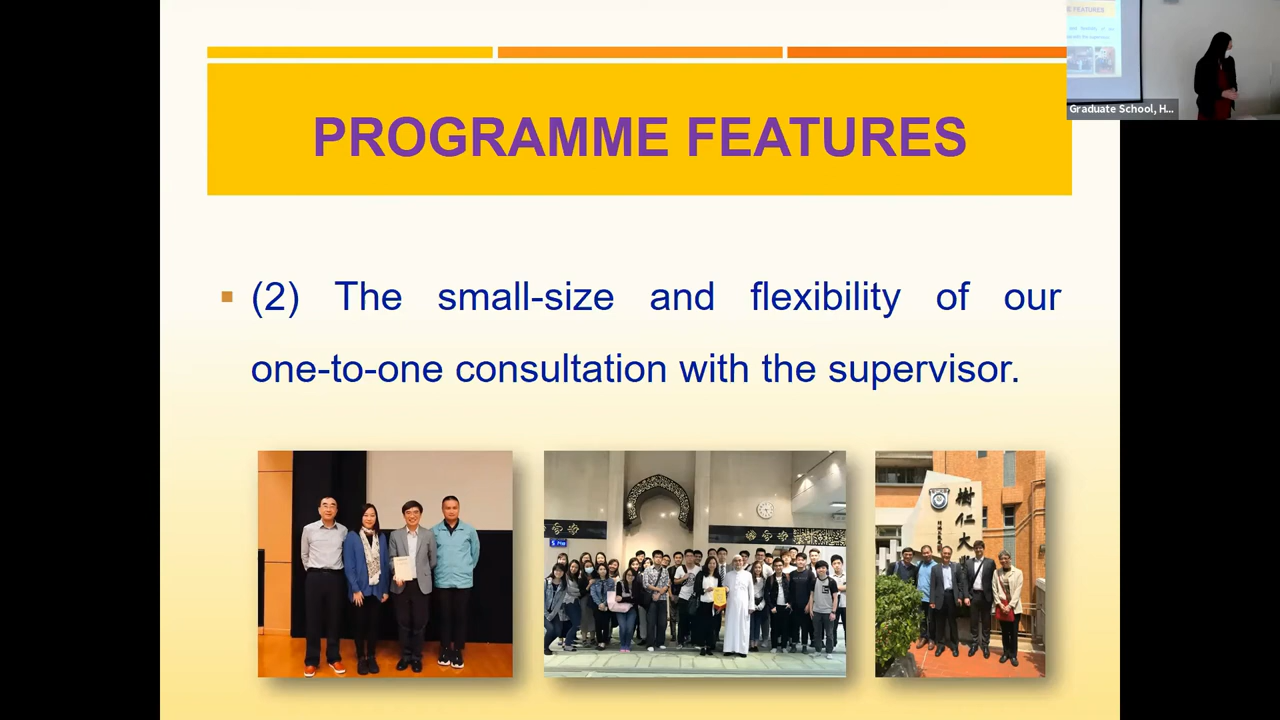 PROGRAMME FEATURES
(2) The small-size and flexibility of our
one-to-one consultation with the supervisor.
Graduate School, H...
樹仁大